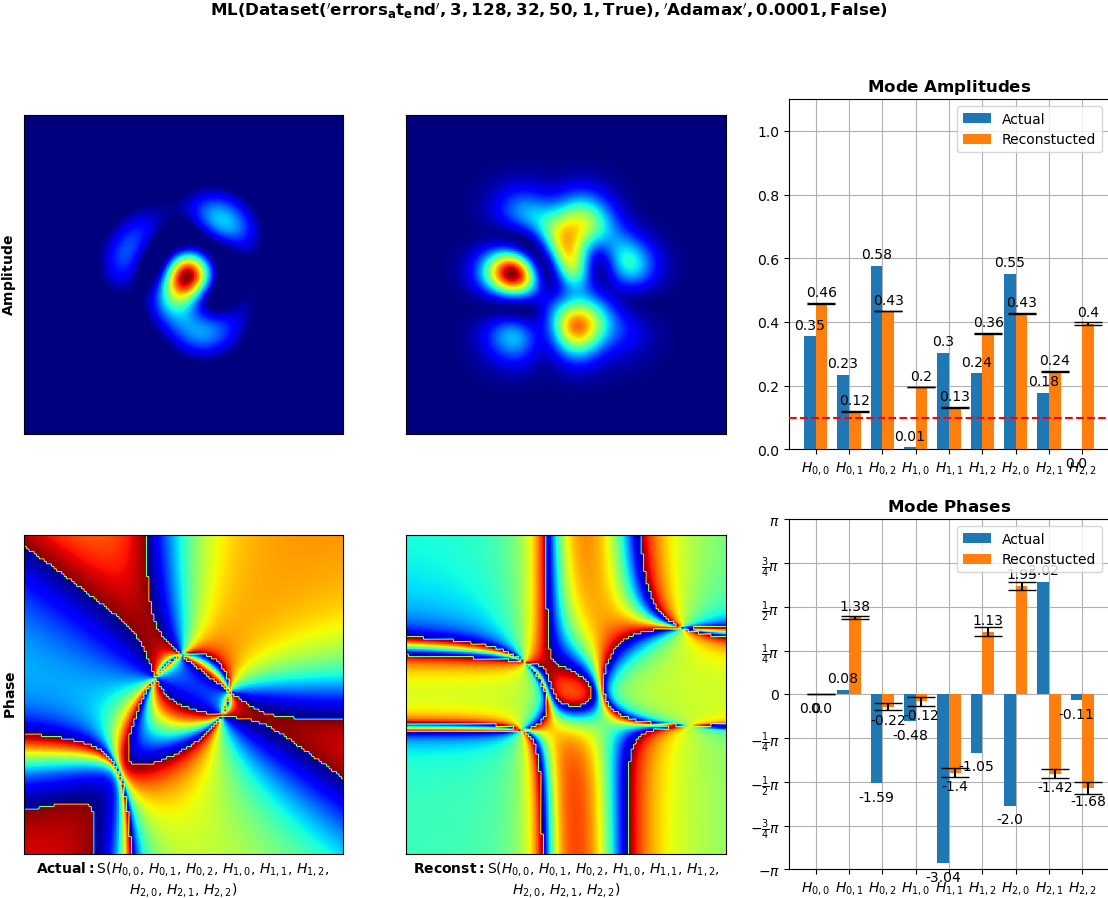 ML(Dataset('errors_at_end', 3, 128, 32, 50, 1, True), 'Adamax', 0.0001, False)
Mode Amplitudes
Actual
Reconstucted
1.0
0.8
0.6
0.4
0.2
0.0
0.35
0.46
0.23
0.12
0.58
0.43
0.01
0.2
0.3
0.13
0.24
0.36
0.55
0.43
0.18
0.24
0.0
0.4
H0,0 H0,1 H0,2 H1,0 H1,1 H1,2 H2,0 H2,1 H2,2
Amplitude
Mode Phases
Actual
Reconstucted
π
3/4π
1/2π
1/4π
0
−1/4π
−1/2π
−3/4π
−π
0.0
0.0
0.08
1.38
-1.59
-0.22
-0.48
-0.12
-3.04
-1.4
-1.05
1.13
-2.0
1.95
-1.42
-0.11
-1.68
H0,0 H0,1 H0,2 H1,0 H1,1 H1,2 H2,0 H2,1 H2,2
Phase
Actual: S(H0,0, H0,1, H0,2, H1,0, H1,1, H1,2,
H2,0, H2,1, H2,2)
Reconst: S(H0,0, H0,1, H0,2, H1,0, H1,1, H1,2,
H2,0, H2,1, H2,2)